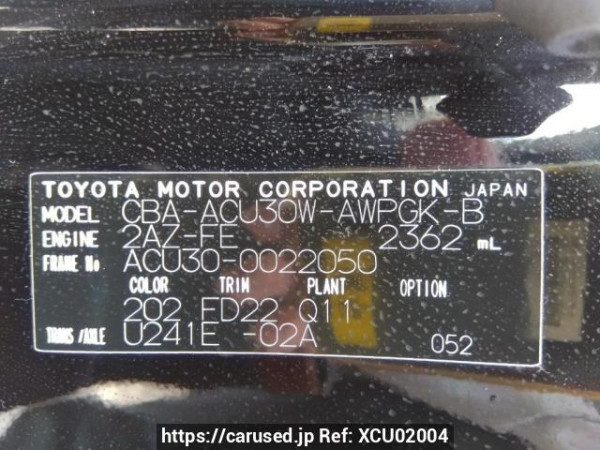 TOYOTA MOTOR CORPORATION JAPAN
MODEL CBA-ACU30W-AWPGK-B
ENGINE 2AZ-FE 2362 mL
FRAME No ACU30-0022050
COLOR TRIM PLANT OPTION
202 FD22 Q11
TRANS/AXLE U241E -02A 052
https://carused.jp Ref: XCU02004